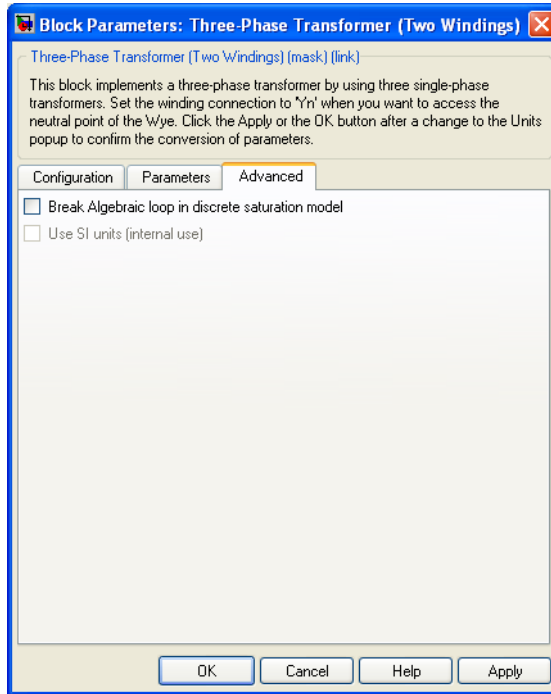 Block Parameters: Three-Phase Transformer (Two Windings)
Three-Phase Transformer (Two Windings) (mask) (link)
This block implements a three-phase transformer by using three single-phase
transformers. Set the winding connection to 'Yn' when you want to access the
neutral point of the Wye. Click the Apply or the OK button after a change to the Units
popup to confirm the conversion of parameters.
Configuration Parameters Advanced
Break Algebraic loop in discrete saturation model
Use SI units (internal use)
OK Cancel Help Apply